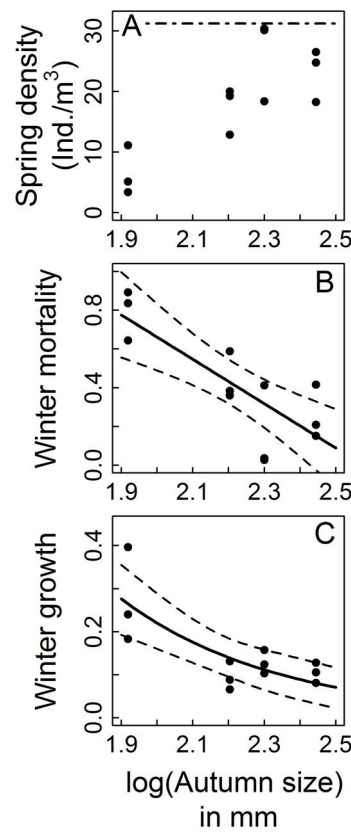 A
Spring density
(Ind./m³)
0 10 20 30
1.9 2.1 2.3 2.5
B
Winter mortality
0.0 0.4 0.8
1.9 2.1 2.3 2.5
C
Winter growth
0.0 0.2 0.4
1.9 2.1 2.3 2.5
log(Autumn size)
in mm